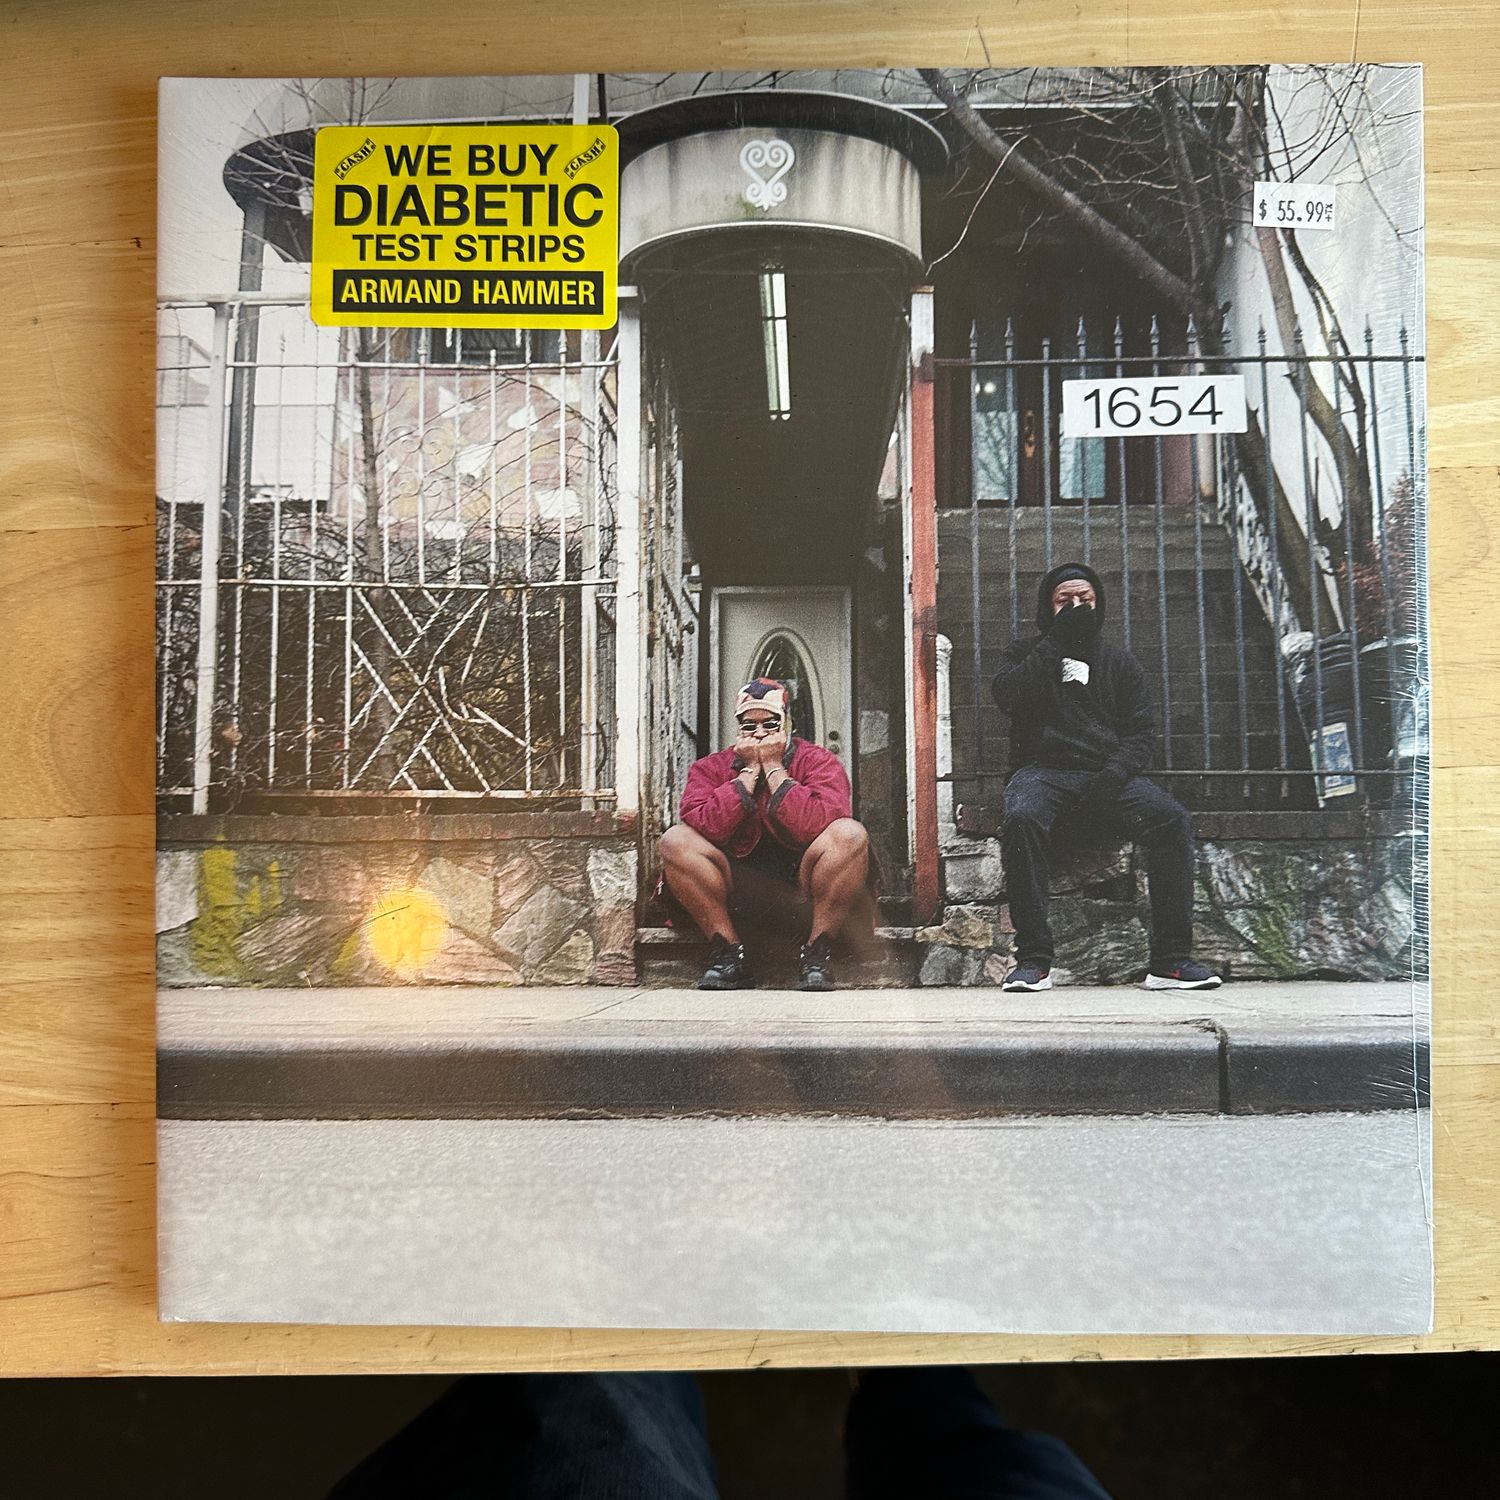 CASH
WE BUY
CASH
DIABETIC
TEST STRIPS
ARMAND HAMMER
$ 55.99
1654